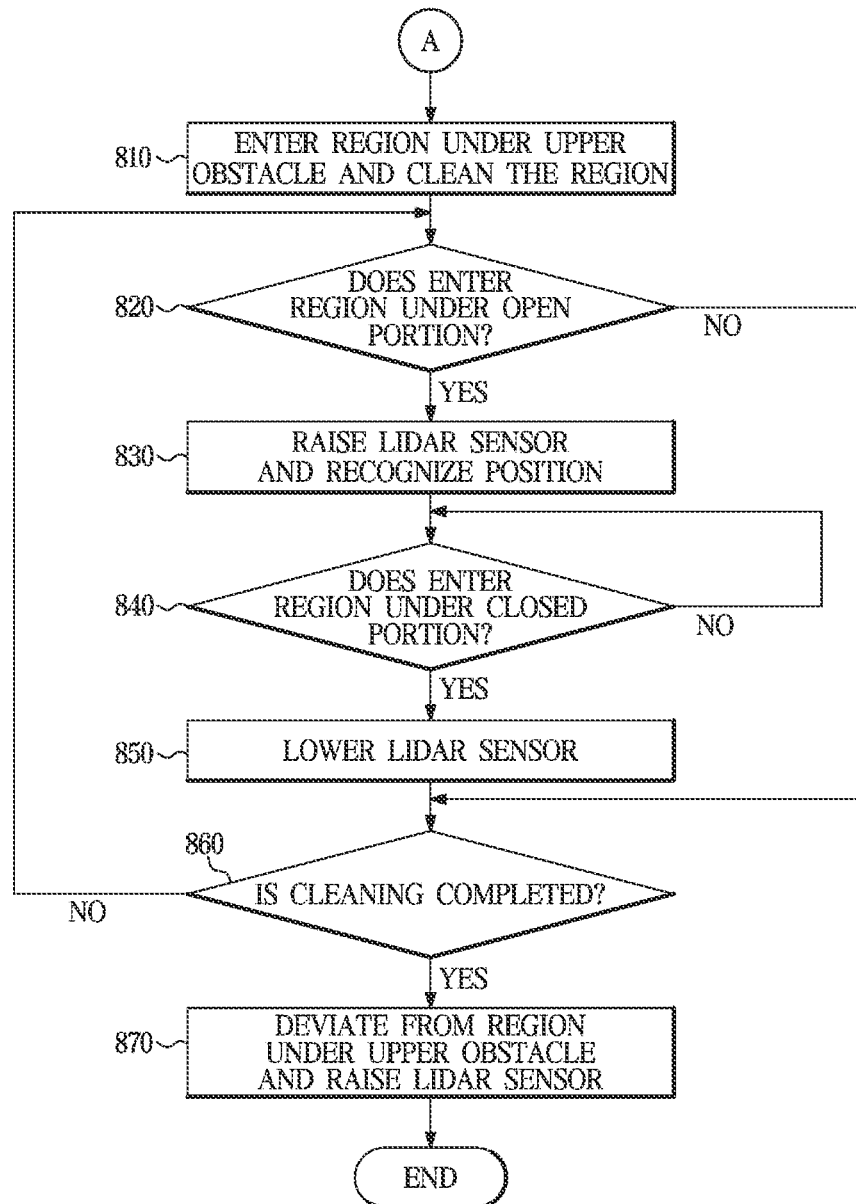 A
810
ENTER REGION UNDER UPPER
OBSTACLE AND CLEAN THE REGION
820
DOES ENTER
REGION UNDER OPEN
PORTION?
NO
YES
830
RAISE LIDAR SENSOR
AND RECOGNIZE POSITION
840
DOES ENTER
REGION UNDER CLOSED
PORTION?
NO
YES
850
LOWER LIDAR SENSOR
860
IS CLEANING COMPLETED?
NO
YES
870
DEVIATE FROM REGION
UNDER UPPER OBSTACLE
AND RAISE LIDAR SENSOR
END